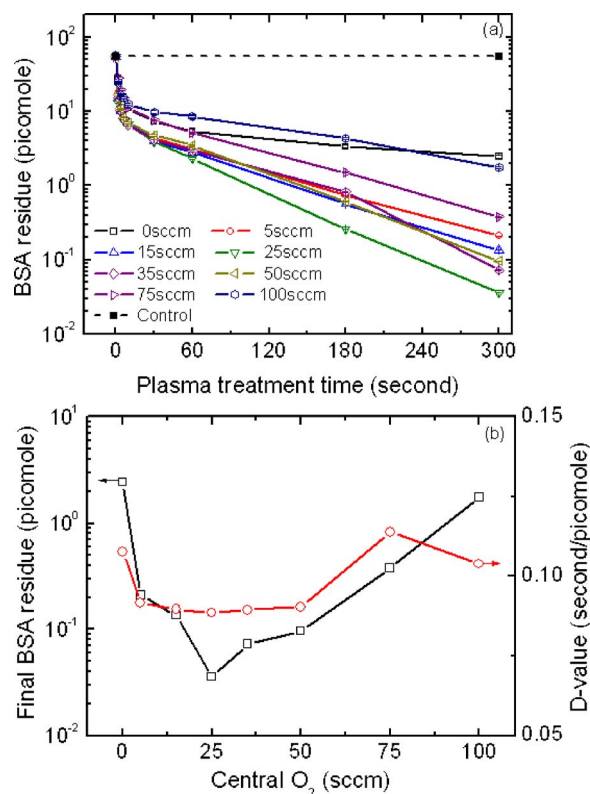 (a)
10²
10¹
10⁰
10⁻¹
10⁻²
BSA residue (picomole)
0sccm 5sccm
15sccm 25sccm
35sccm 50sccm
75sccm 100sccm
Control
0 60 120 180 240 300
Plasma treatment time (second)
(b)
10¹
10⁰
10⁻¹
10⁻²
Final BSA residue (picomole)
0.15
0.10
0.05
D-value (second/picomole)
0 25 50 75 100
Central O₂ (sccm)